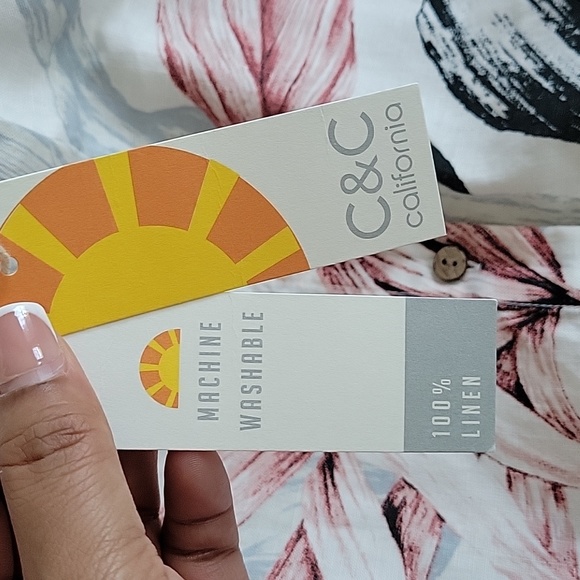 C&C
california
MACHINE
WASHABLE
100%
LINEN